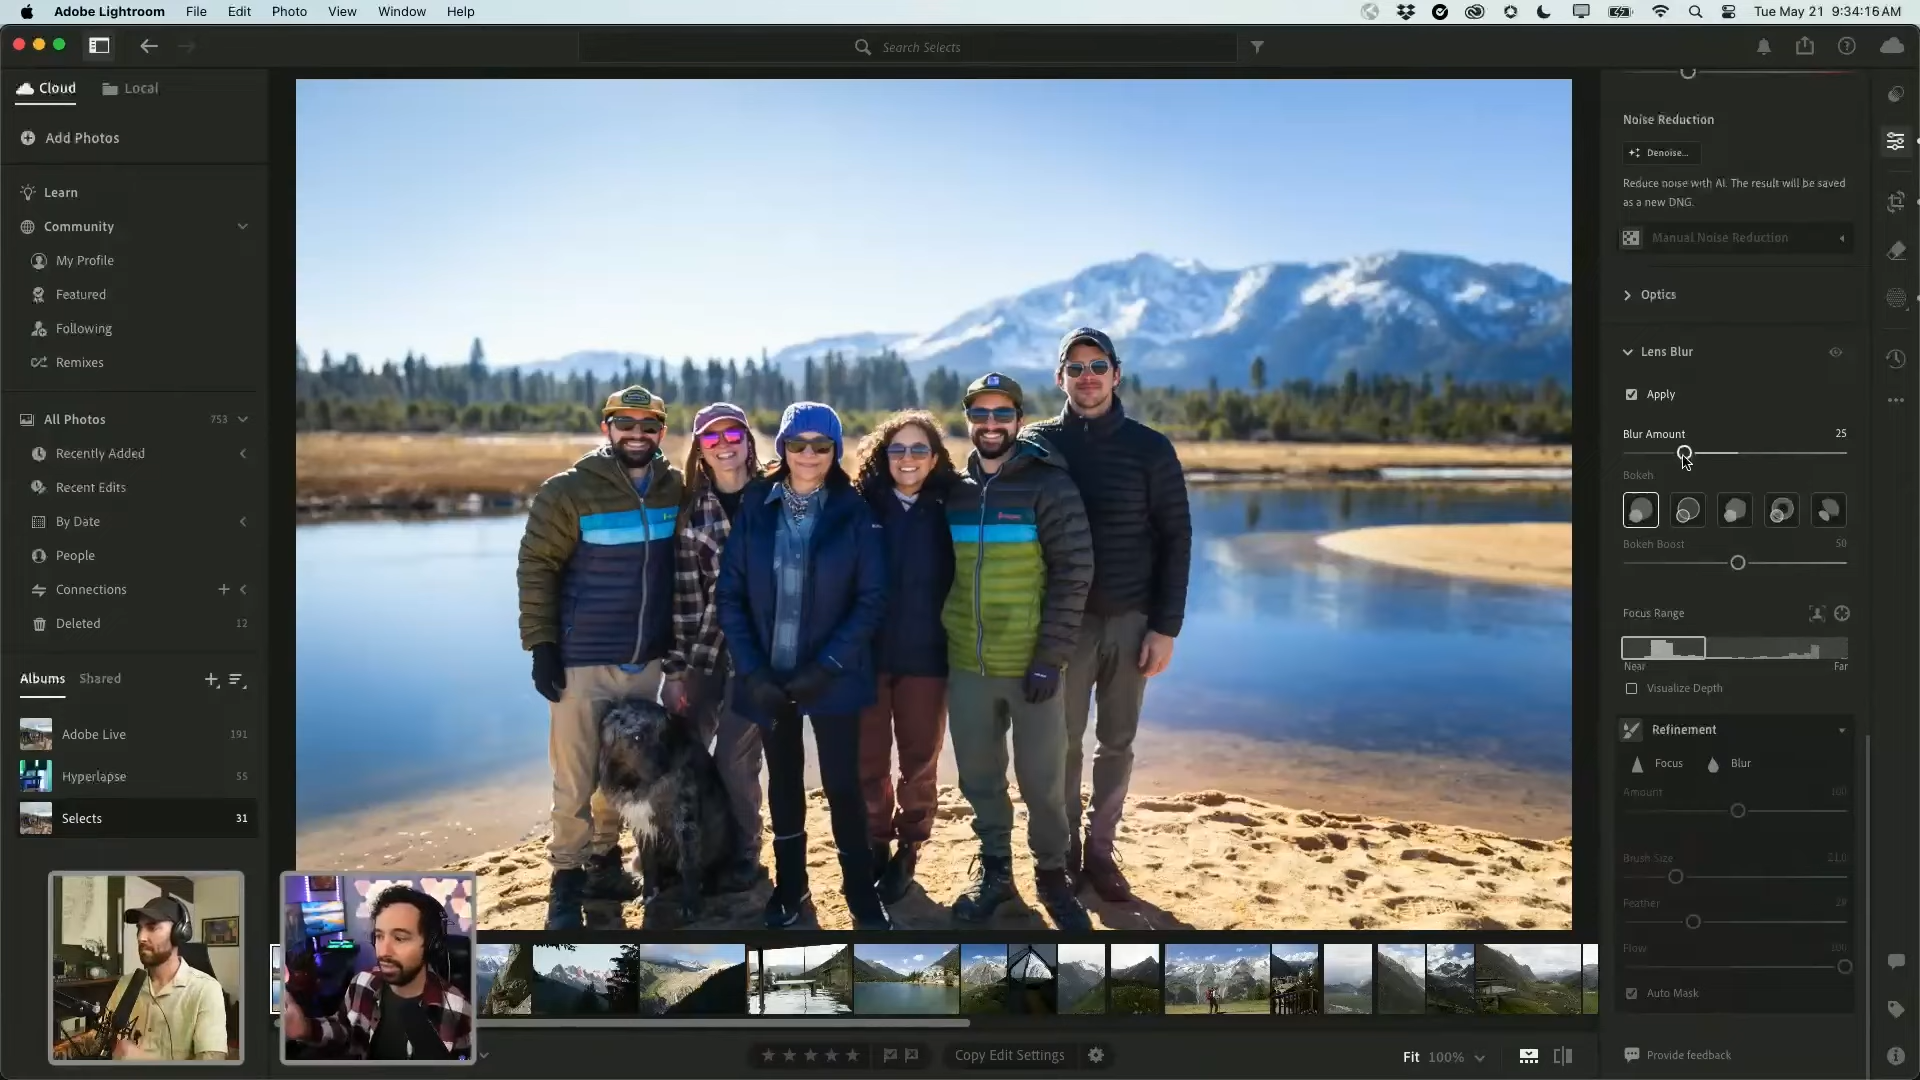 Adobe Lightroom File Edit Photo View Window Help
Tue May 21 9:34:16 AM
Search Selects
Cloud Local
Add Photos
Learn
Community
My Profile
Featured
Following
Remixes
All Photos 753
Recently Added
Recent Edits
By Date
People
Connections
Deleted 12
Albums Shared
Adobe Live 191
Hyperlapse 55
Selects 31
Copy Edit Settings
Fit 100%
Noise Reduction
Denoise...
Reduce noise with AI. The result will be saved
as a new DNG.
Manual Noise Reduction
Optics
Lens Blur
Apply
Blur Amount 25
Bokeh
Bokeh Boost 50
Focus Range
Near Far
Visualize Depth
Refinement
Focus Blur
Amount 100
Brush Size 21.0
Feather
Flow 100
Auto Mask
Provide feedback